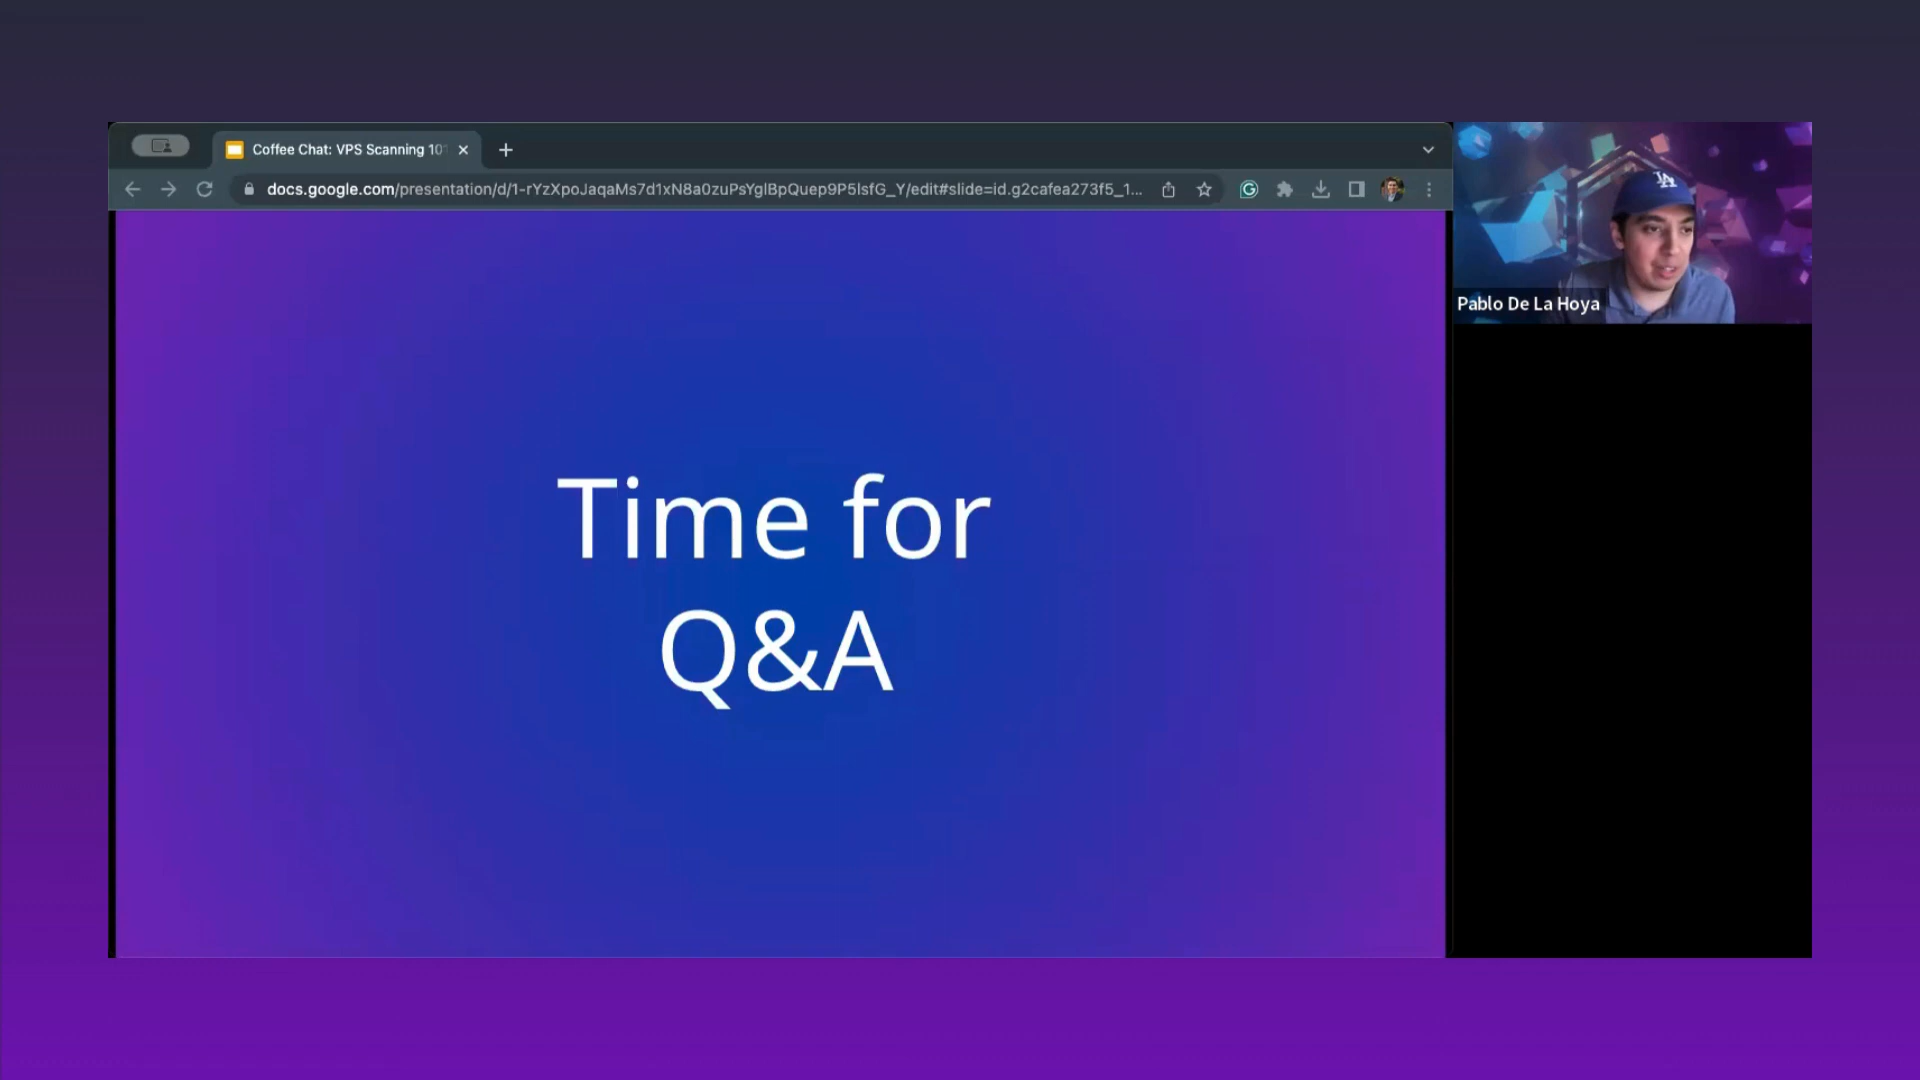 Coffee Chat: VPS Scanning 10
docs.google.com/presentation/d/1-rYzXpoJaqaMs7d1xN8a0zuPsYglBpQuep9P5lsfG_Y/edit#slide=id.g2cafea273f5_1...
LA
Pablo De La Hoya
Time for
Q&A